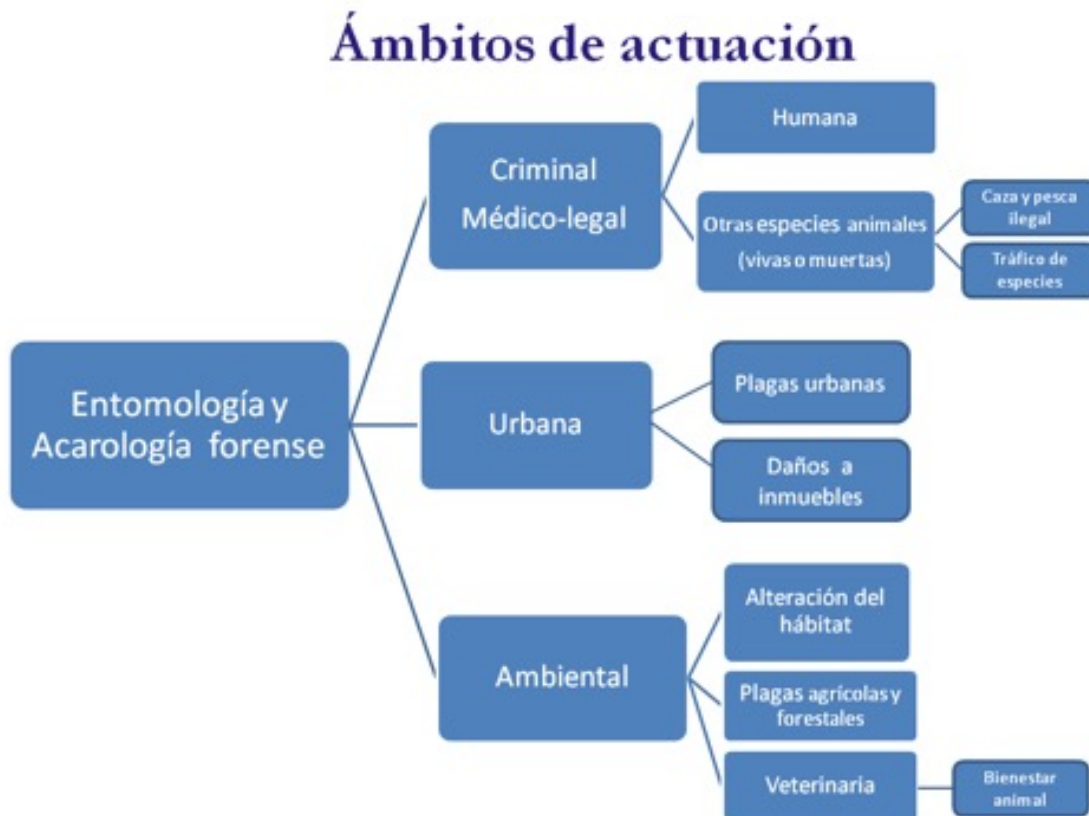 Ámbitos de actuación
Entomología y
Acarología forense
Criminal
Médico-legal
Humana
Otras especies animales
(vivas o muertas)
Caza y pesca
ilegal
Tráfico de
especies
Urbana
Plagas urbanas
Daños a
inmuebles
Ambiental
Alteración del
hábitat
Plagas agrícolas y
forestales
Veterinaria
Bienestar
animal